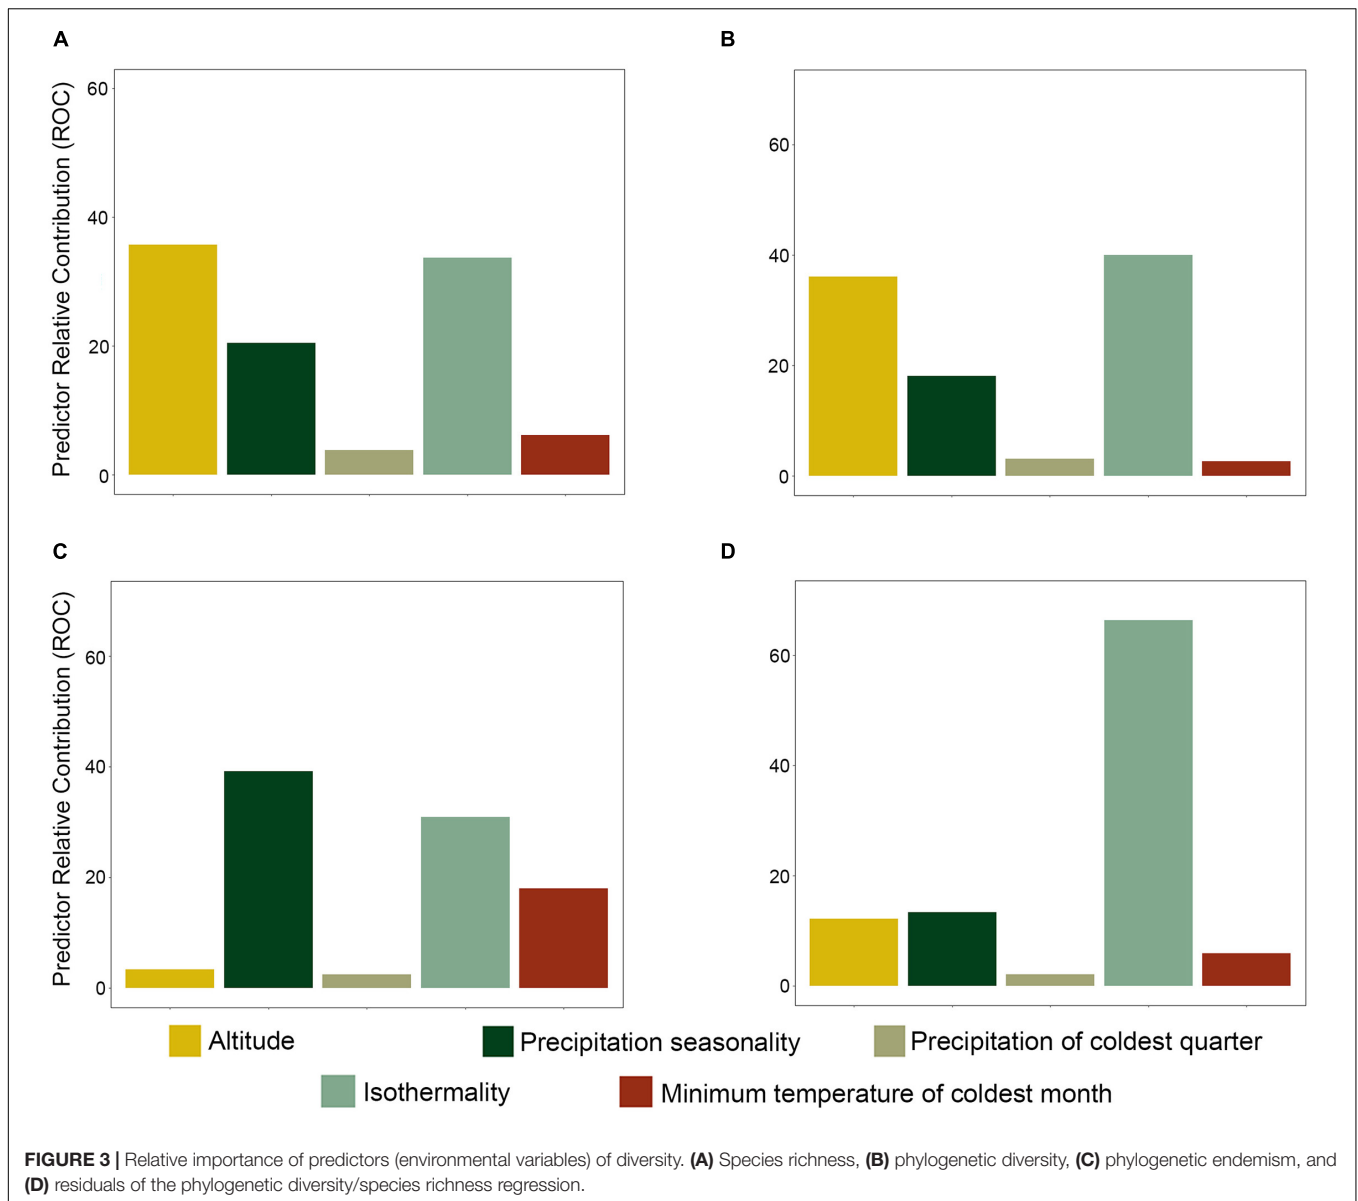 A
B
Predictor Relative Contribution (ROC)
60
40
20
0
60
40
20
0
C
D
Predictor Relative Contribution (ROC)
60
40
20
0
60
40
20
0
Altitude
Precipitation seasonality
Precipitation of coldest quarter
Isothermality
Minimum temperature of coldest month
FIGURE 3 | Relative importance of predictors (environmental variables) of diversity. (A) Species richness, (B) phylogenetic diversity, (C) phylogenetic endemism, and
(D) residuals of the phylogenetic diversity/species richness regression.